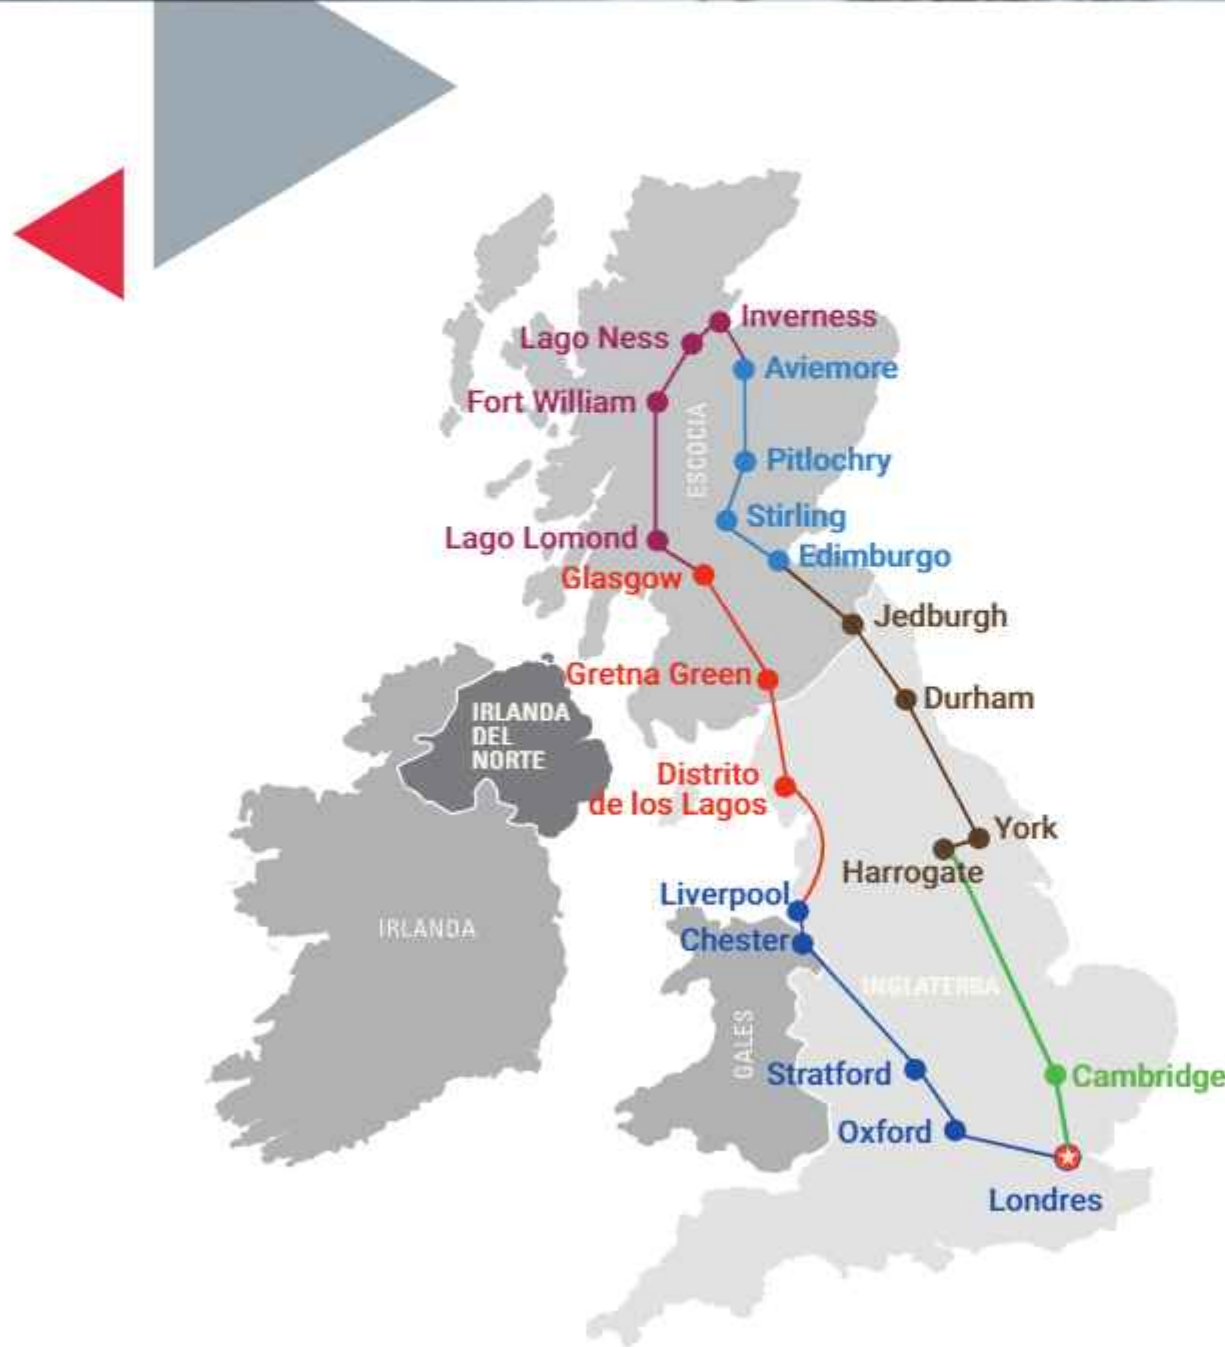 Inverness
Lago Ness
Aviemore
Fort William
ESCOCIA
Pitlochry
Stirling
Lago Lomond
Edimburgo
Glasgow
Jedburgh
Gretna Green
Durham
IRLANDA
DEL
NORTE
Distrito
de los Lagos
York
Harrogate
Liverpool
IRLANDA
Chester
INGLATERRA
GALES
Stratford
Cambridge
Oxford
Londres